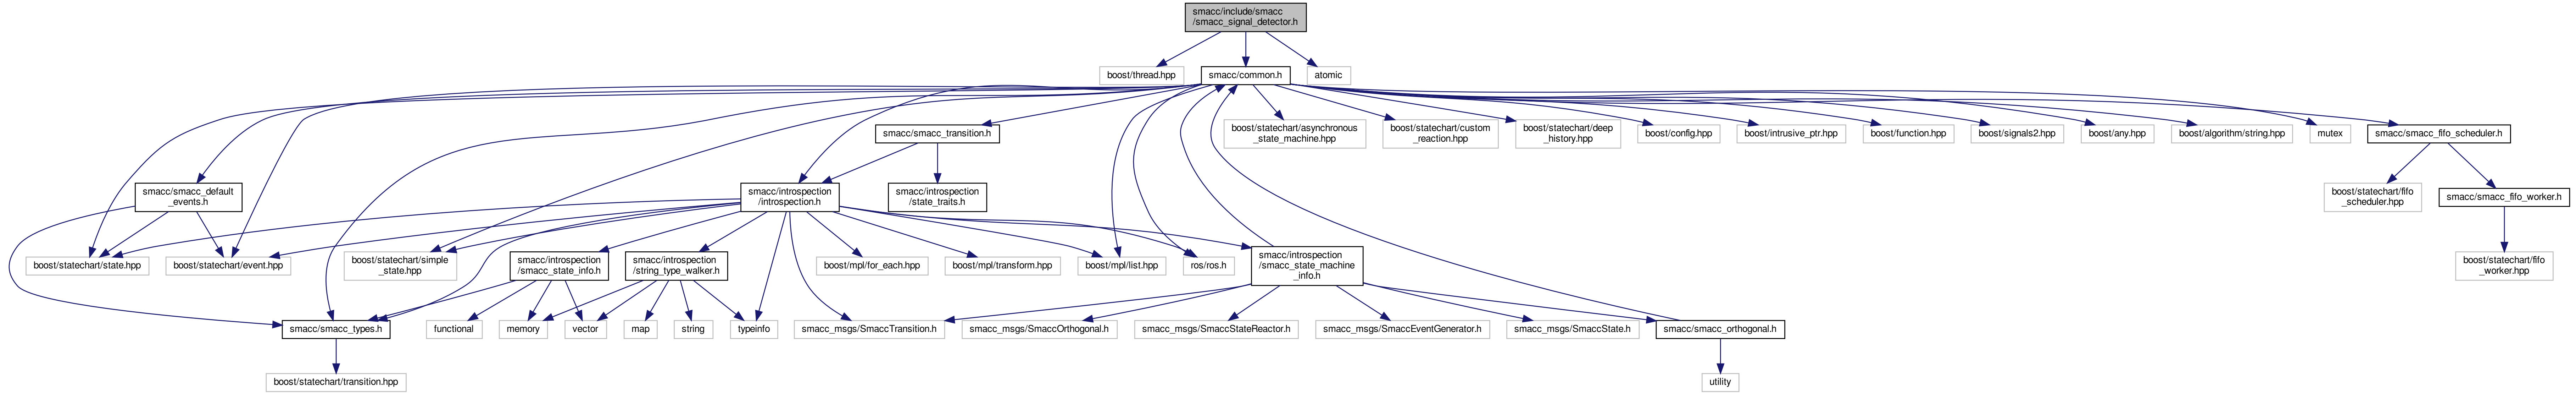 smacc/include/smacc
/smacc_signal_detector.h
boost/thread.hpp
smacc/common.h
atomic
smacc/smacc_transition.h
boost/statechart/asynchronous
_state_machine.hpp
boost/statechart/custom
_reaction.hpp
boost/statechart/deep
_history.hpp
boost/config.hpp
boost/intrusive_ptr.hpp
boost/function.hpp
boost/signals2.hpp
boost/any.hpp
boost/algorithm/string.hpp
mutex
smacc/smacc_fifo_scheduler.h
smacc/smacc_default
_events.h
smacc/introspection
/introspection.h
smacc/introspection
/state_traits.h
boost/statechart/fifo
_scheduler.hpp
smacc/smacc_fifo_worker.h
boost/statechart/state.hpp
boost/statechart/event.hpp
boost/statechart/simple
_state.hpp
smacc/introspection
/smacc_state_info.h
smacc/introspection
/string_type_walker.h
boost/mpl/for_each.hpp
boost/mpl/transform.hpp
boost/mpl/list.hpp
ros/ros.h
smacc/introspection
/smacc_state_machine
_info.h
boost/statechart/fifo
_worker.hpp
smacc/smacc_types.h
functional
memory
vector
map
string
typeinfo
smacc_msgs/SmaccTransition.h
smacc_msgs/SmaccOrthogonal.h
smacc_msgs/SmaccStateReactor.h
smacc_msgs/SmaccEventGenerator.h
smacc_msgs/SmaccState.h
smacc/smacc_orthogonal.h
boost/statechart/transition.hpp
utility